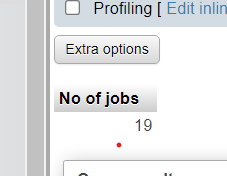 Profiling [ Edit inlin
Extra options
No of jobs
19